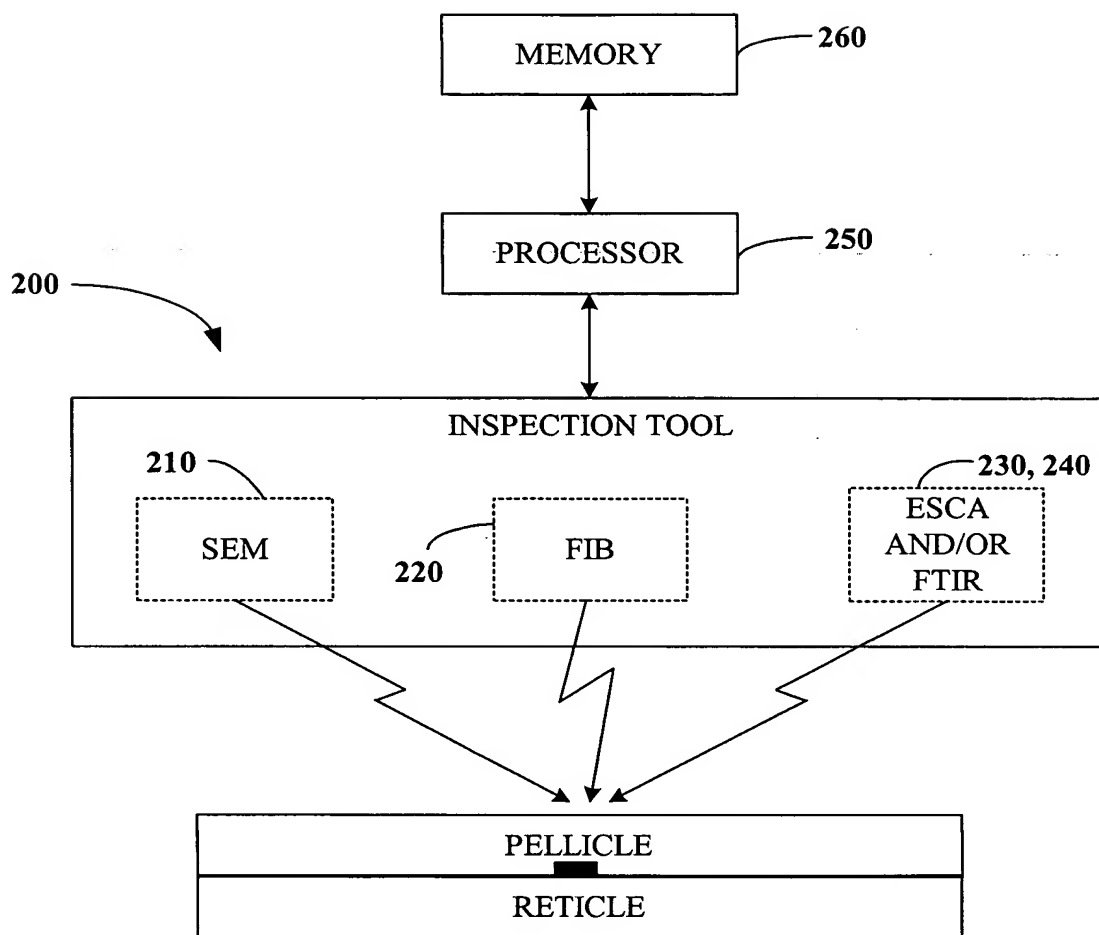 MEMORY
260
PROCESSOR
250
200
INSPECTION TOOL
210
230, 240
SEM
220
FIB
ESCA
AND/OR
FTIR
PELLICLE
RETICLE